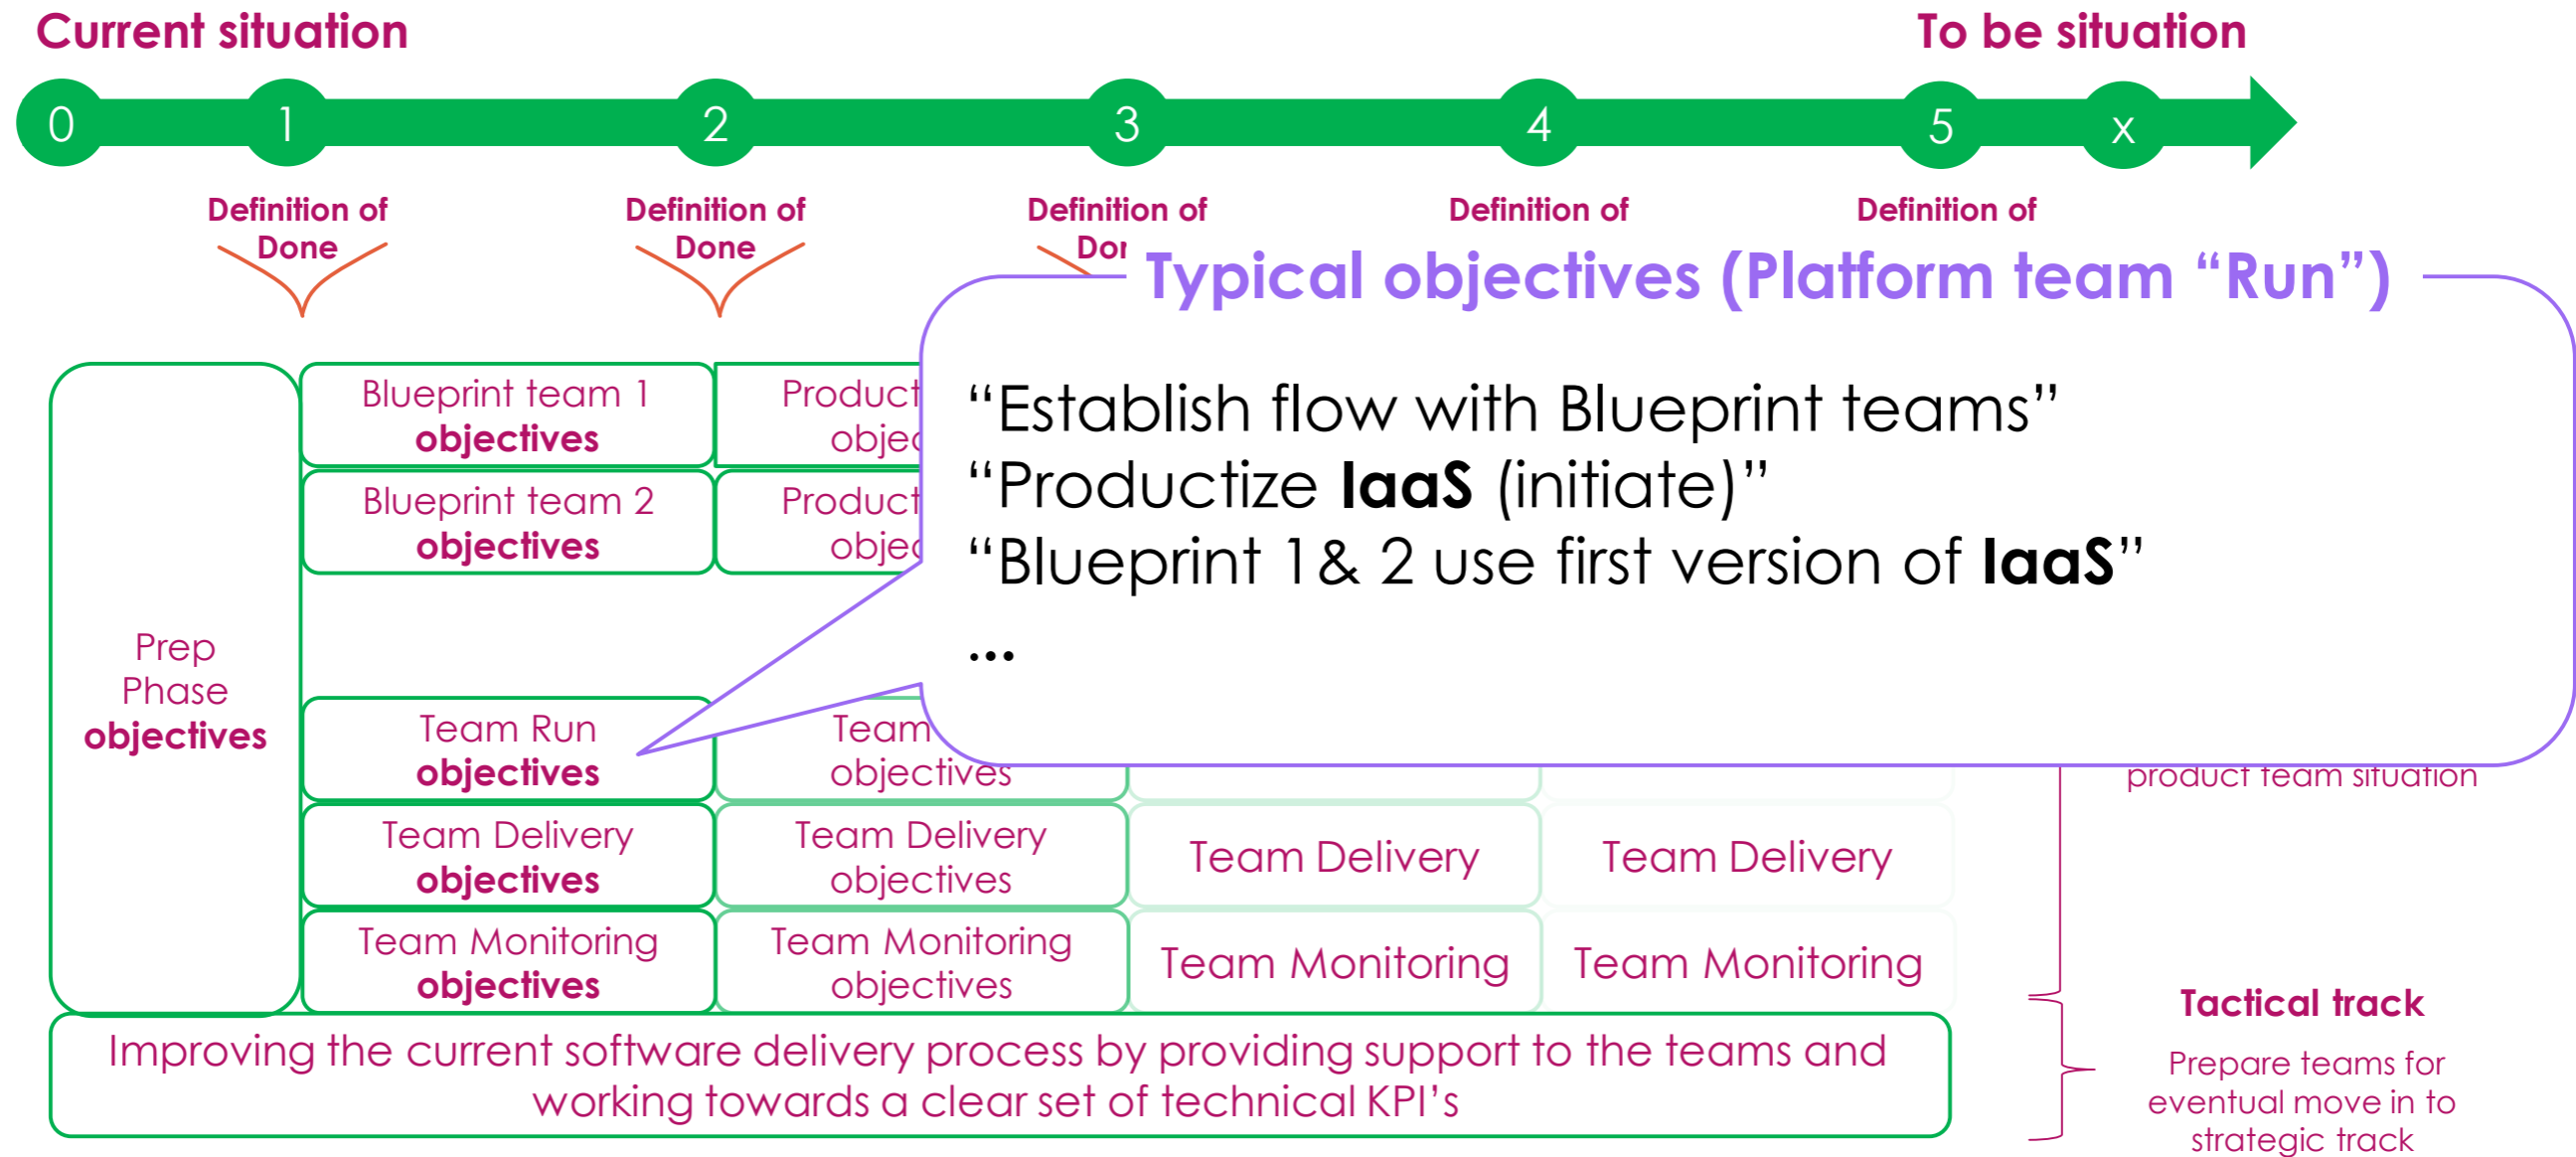 Current situation
To be situation
0 1 2 3 4 5 x
Definition of
Done
Definition of
Done
Definition of
Definition of
Definition of
Typical objectives (Platform team “Run”)
“Establish flow with Blueprint teams”
“Productize IaaS (initiate)”
“Blueprint 1& 2 use first version of IaaS”
...
Prep
Phase
objectives
Blueprint team 1
objectives
Product
Blueprint team 2
objectives
Product
Team Run
objectives
Team
objectives
product team situation
Team Delivery
objectives
Team Delivery
objectives
Team Delivery
Team Delivery
Team Monitoring
objectives
Team Monitoring
objectives
Team Monitoring
Team Monitoring
Improving the current software delivery process by providing support to the teams and
working towards a clear set of technical KPI’s
Tactical track
Prepare teams for
eventual move in to
strategic track